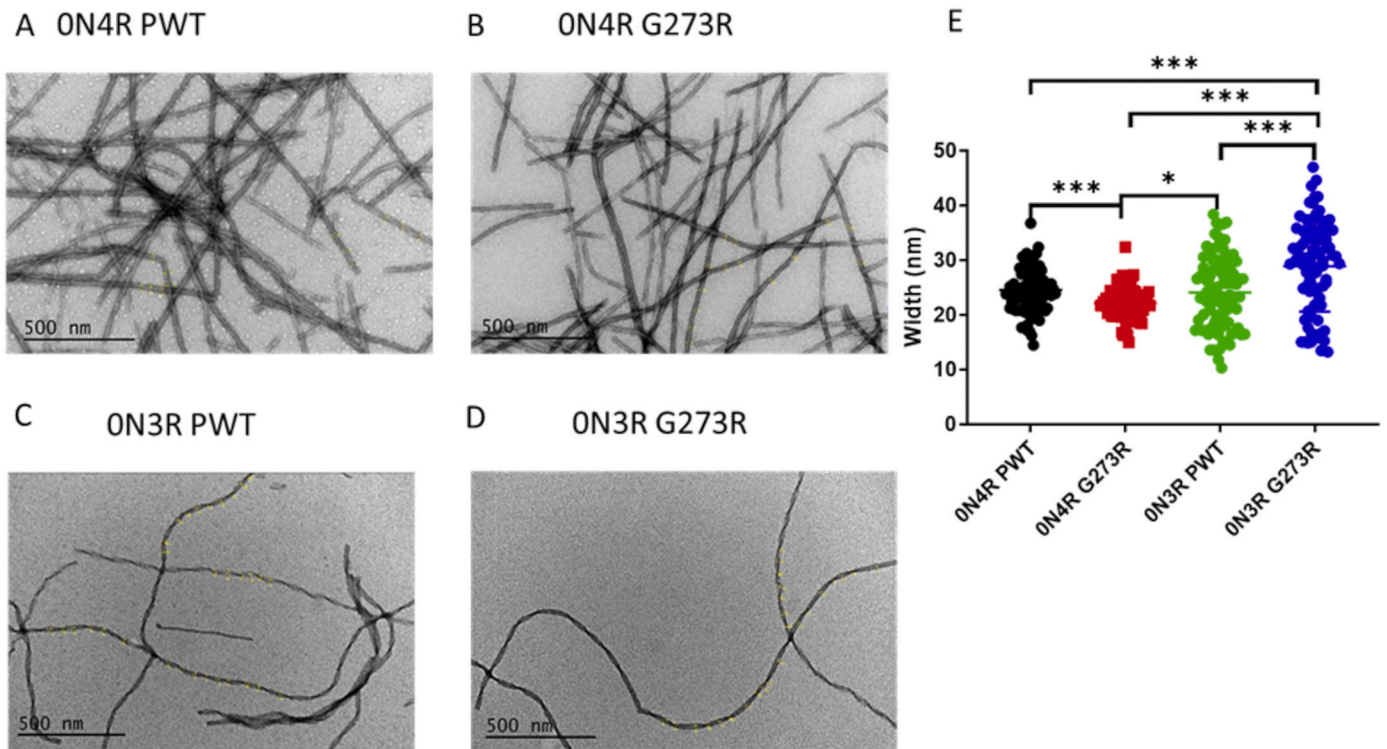 A 0N4R PWT
B 0N4R G273R
E
500 nm
500 nm
C 0N3R PWT
D 0N3R G273R
500 nm
500 nm
***
***
***
***
*
Width (nm)
50
40
30
20
10
0
0N4R PWT
0N4R G273R
0N3R PWT
0N3R G273R